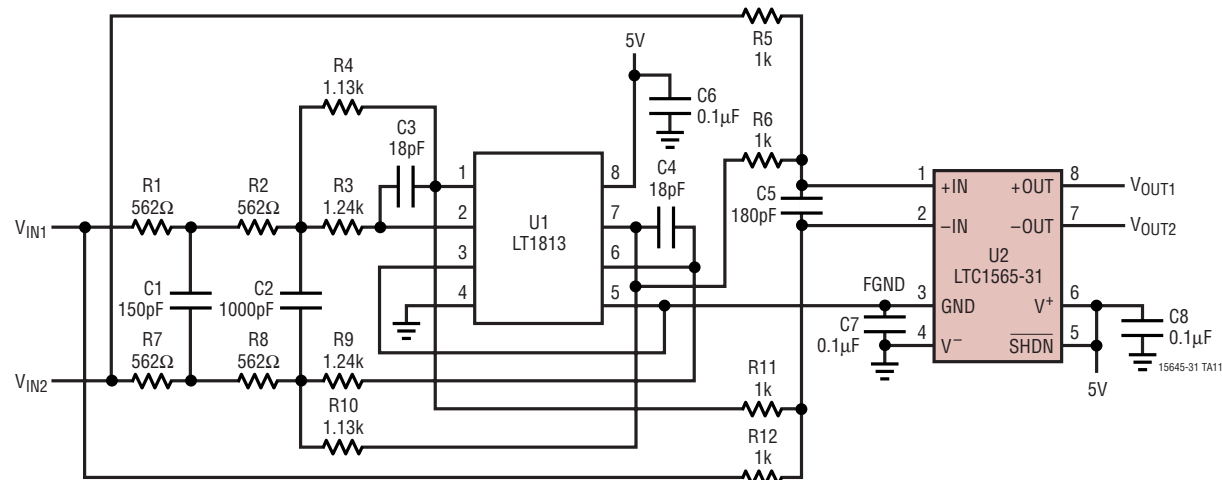 R5
1k
5V
R4
1.13k
C6
0.1μF
R6
1k
C3
18pF
C4
18pF
1
8
R1
562Ω
R2
562Ω
R3
1.24k
2
7
U1
LT1813
3
6
4
5
C5
180pF
1
+IN
+OUT
8
VOUT1
2
–IN
–OUT
7
VOUT2
U2
LTC1565-31
VIN1
C1
150pF
C2
1000pF
FGND
3
GND
V+
6
C7
0.1μF
4
V–
SHDN
5
C8
0.1μF
15645-31 TA11
5V
R7
562Ω
R8
562Ω
R9
1.24k
VIN2
R10
1.13k
R11
1k
R12
1k